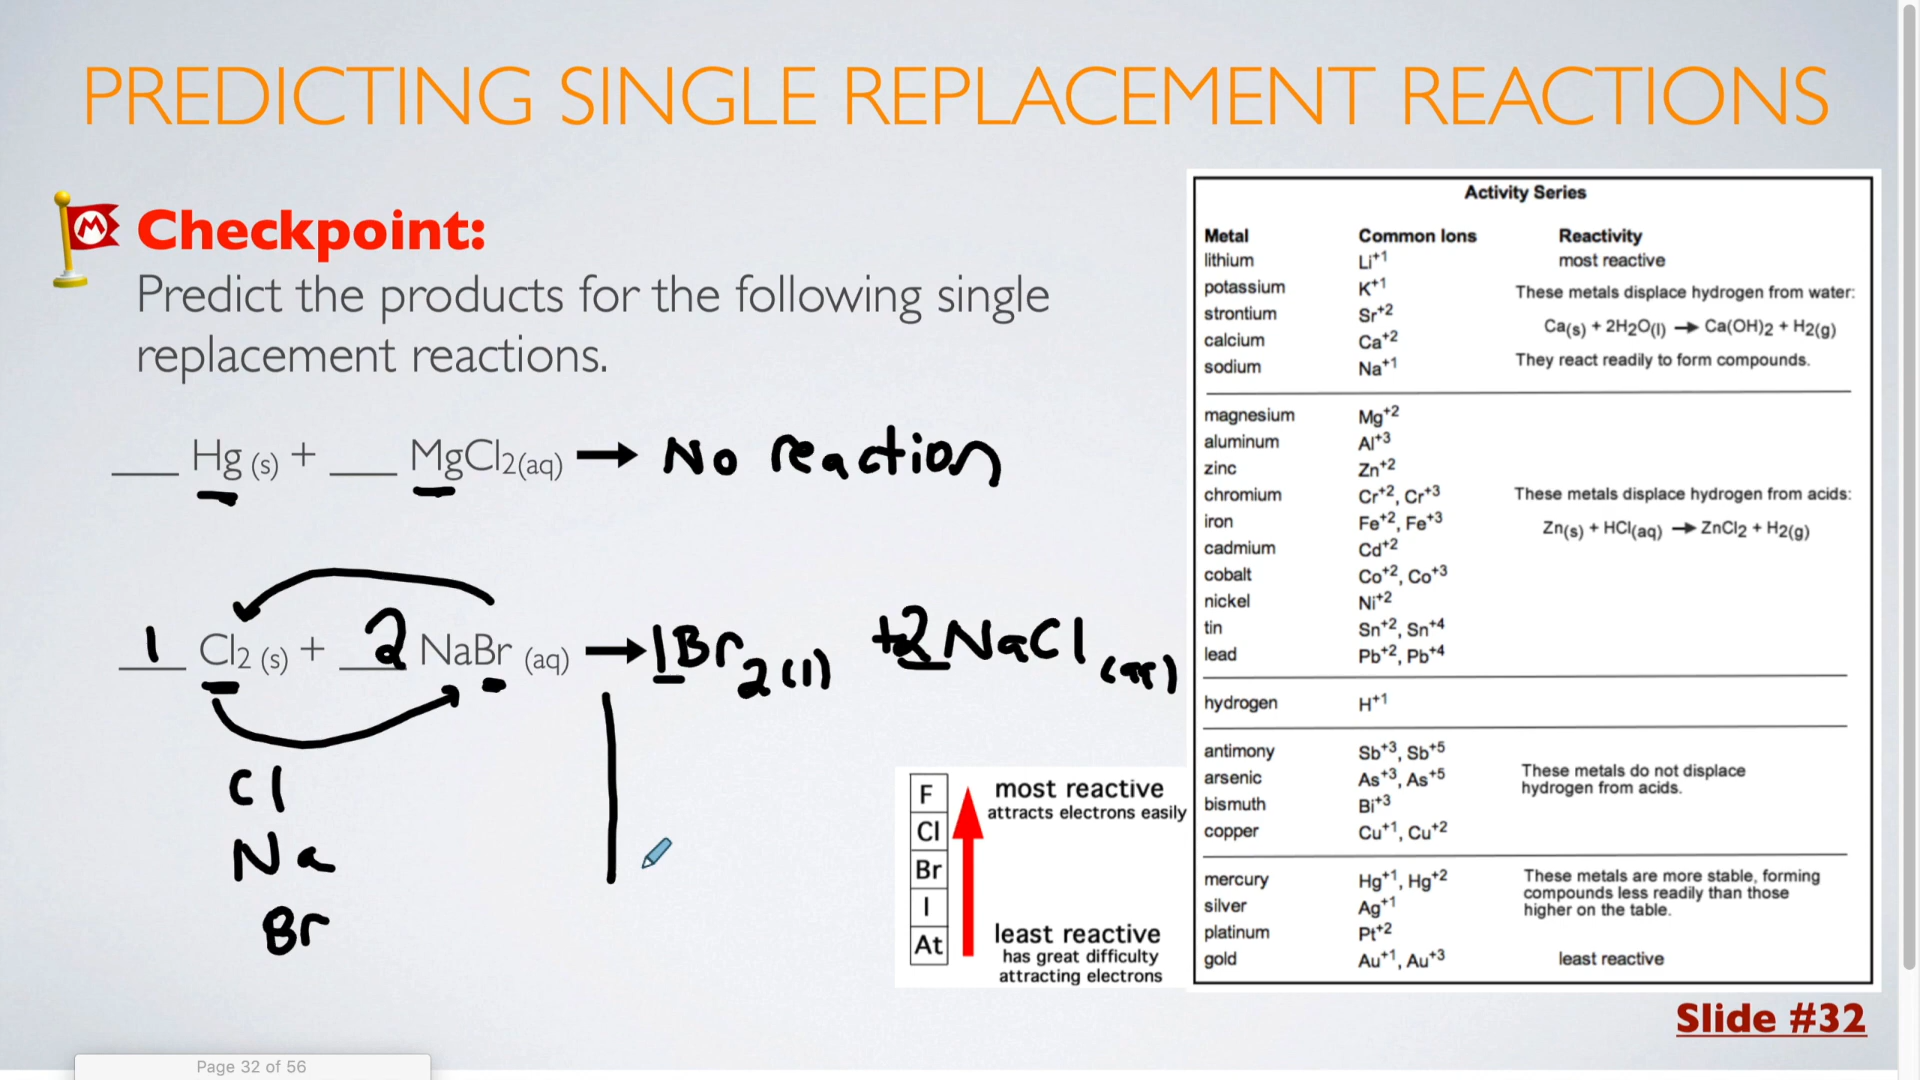 PREDICTING SINGLE REPLACEMENT REACTIONS
M
Checkpoint:
Predict the products for the following single
replacement reactions.
___ Hg (s) + ___ MgCl2(aq) → No reaction
1 Cl2 (s) + 2 NaBr (aq) → 1Br2(l) +2NaCl(aq)
Cl
Na
Br
F
Cl
Br
I
At
most reactive
attracts electrons easily
least reactive
has great difficulty
attracting electrons
Activity Series
Metal Common Ions Reactivity
lithium Li+1 most reactive
potassium K+1 These metals displace hydrogen from water:
strontium Sr+2 Ca(s) + 2H2O(l) → Ca(OH)2 + H2(g)
calcium Ca+2
sodium Na+1 They react readily to form compounds.
magnesium Mg+2
aluminum Al+3
zinc Zn+2
chromium Cr+2, Cr+3 These metals displace hydrogen from acids:
iron Fe+2, Fe+3 Zn(s) + HCl(aq) → ZnCl2 + H2(g)
cadmium Cd+2
cobalt Co+2, Co+3
nickel Ni+2
tin Sn+2, Sn+4
lead Pb+2, Pb+4
hydrogen H+1
antimony Sb+3, Sb+5
arsenic As+3, As+5 These metals do not displace
hydrogen from acids.
bismuth Bi+3
copper Cu+1, Cu+2
mercury Hg+1, Hg+2 These metals are more stable, forming
compounds less readily than those
silver Ag+1 higher on the table.
platinum Pt+2
gold Au+1, Au+3 least reactive
Slide #32
Page 32 of 56